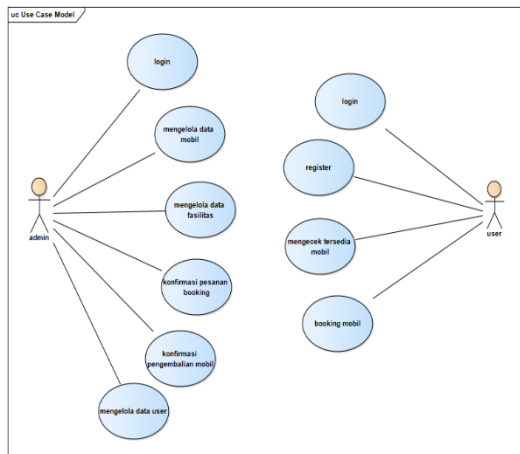 uc Use Case Model
login
mengelola data
mobil
mengelola data
fasilitas
admin
konfirmasi pesanan
booking
konfirmasi
pengembalian mobil
mengelola data user
login
register
mengecek tersedia
mobil
user
booking mobil